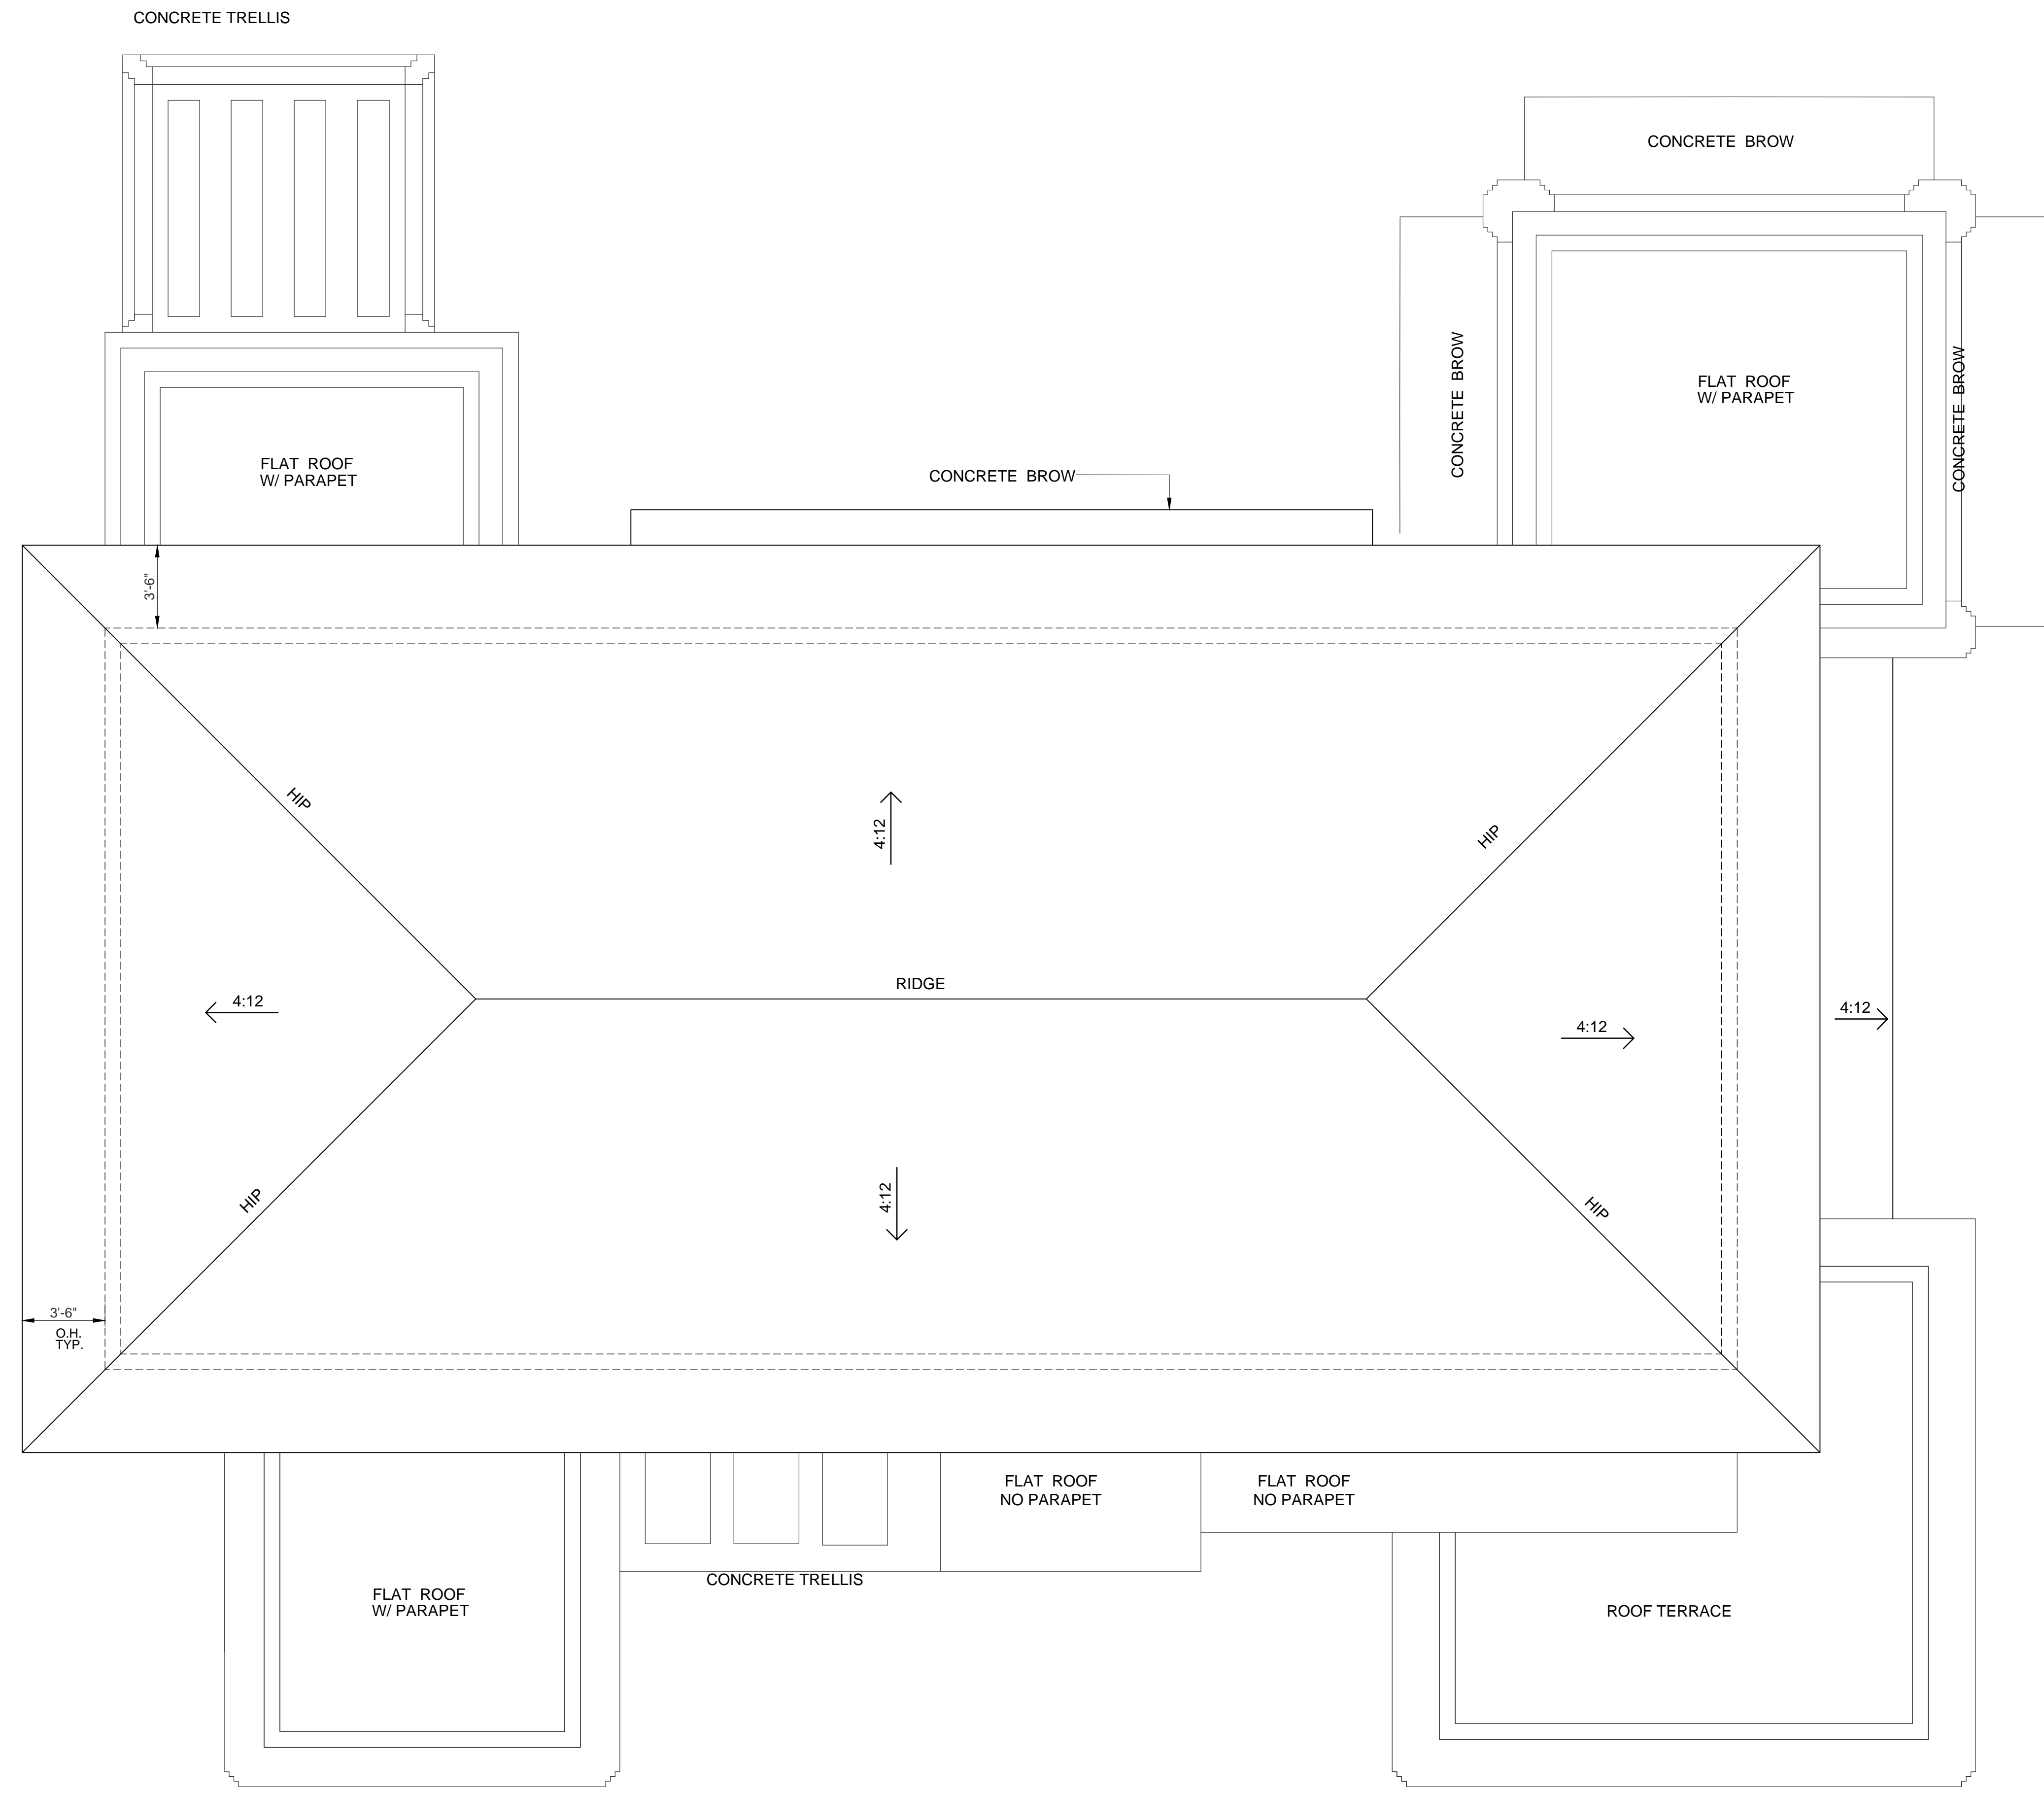 CONCRETE TRELLIS
CONCRETE BROW
CONCRETE BROW
FLAT ROOF
W/ PARAPET
CONCRETE BROW
FLAT ROOF
W/ PARAPET
CONCRETE BROW
3'-6"
HIP
4:12
HIP
RIDGE
4:12
4:12
4:12
HIP
4:12
HIP
3'-6"
O.H.
TYP.
FLAT ROOF
NO PARAPET
FLAT ROOF
NO PARAPET
CONCRETE TRELLIS
FLAT ROOF
W/ PARAPET
ROOF TERRACE